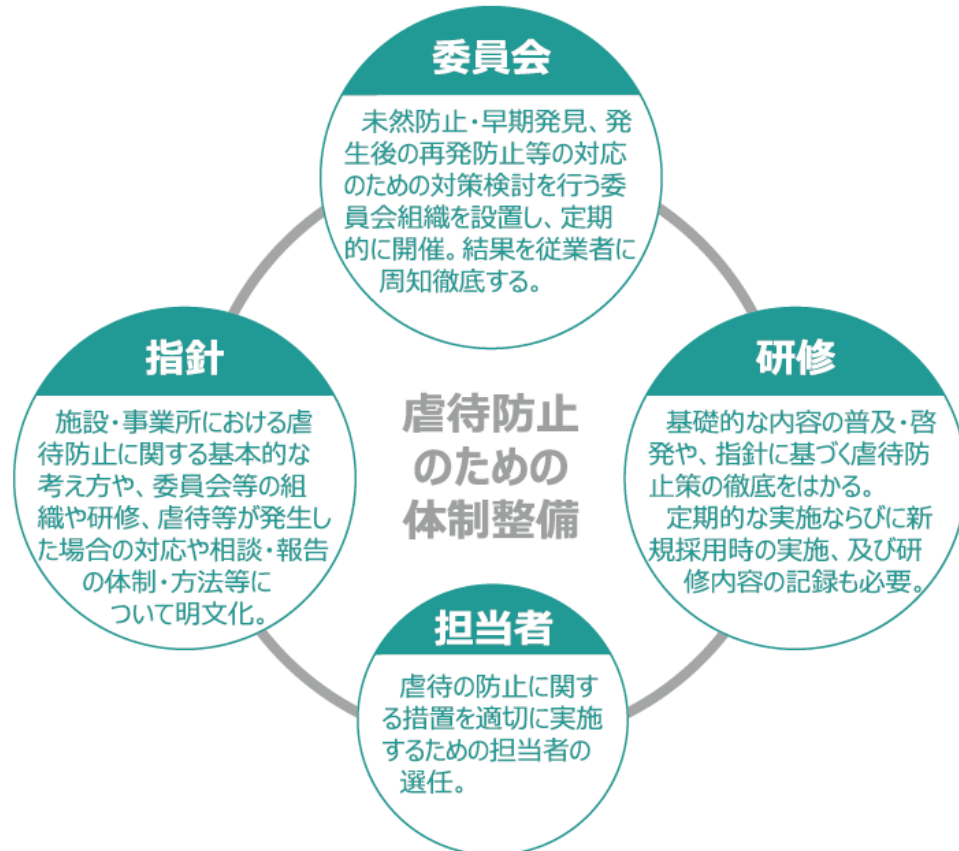 委員会
未然防止・早期発見、発
生後の再発防止等の対応
のための対策検討を行う委
員会組織を設置し、定期
的に開催。結果を従業者に
周知徹底する。
指針
施設・事業所における虐
待防止に関する基本的な
考え方や、委員会等の組
織や研修、虐待等が発生し
た場合の対応や相談・報告
の体制・方法等に
ついて明文化。
虐待防止
のための
体制整備
研修
基礎的な内容の普及・啓
発や、指針に基づく虐待防
止策の徹底をはかる。
定期的な実施ならびに新
規採用時の実施、及び研
修内容の記録も必要。
担当者
虐待の防止に関す
る措置を適切に実施
するための担当者の
選任。